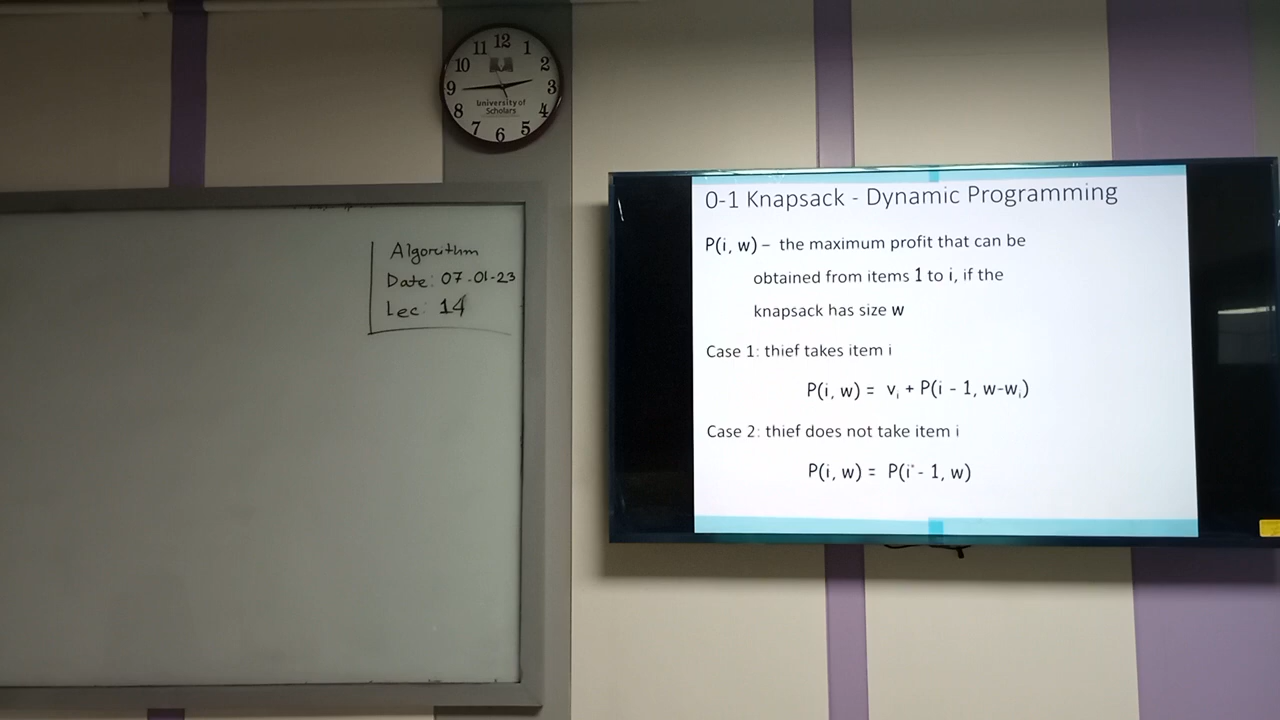 11 12 1
10 2
9 3
8 4
7 6 5
University of
Scholars
Algorithm
Date: 07-01-23
Lec: 14
0-1 Knapsack - Dynamic Programming
P(i, w) – the maximum profit that can be
obtained from items 1 to i, if the
knapsack has size w
Case 1: thief takes item i
P(i, w) = vᵢ + P(i - 1, w-wᵢ)
Case 2: thief does not take item i
P(i, w) = P(i - 1, w)